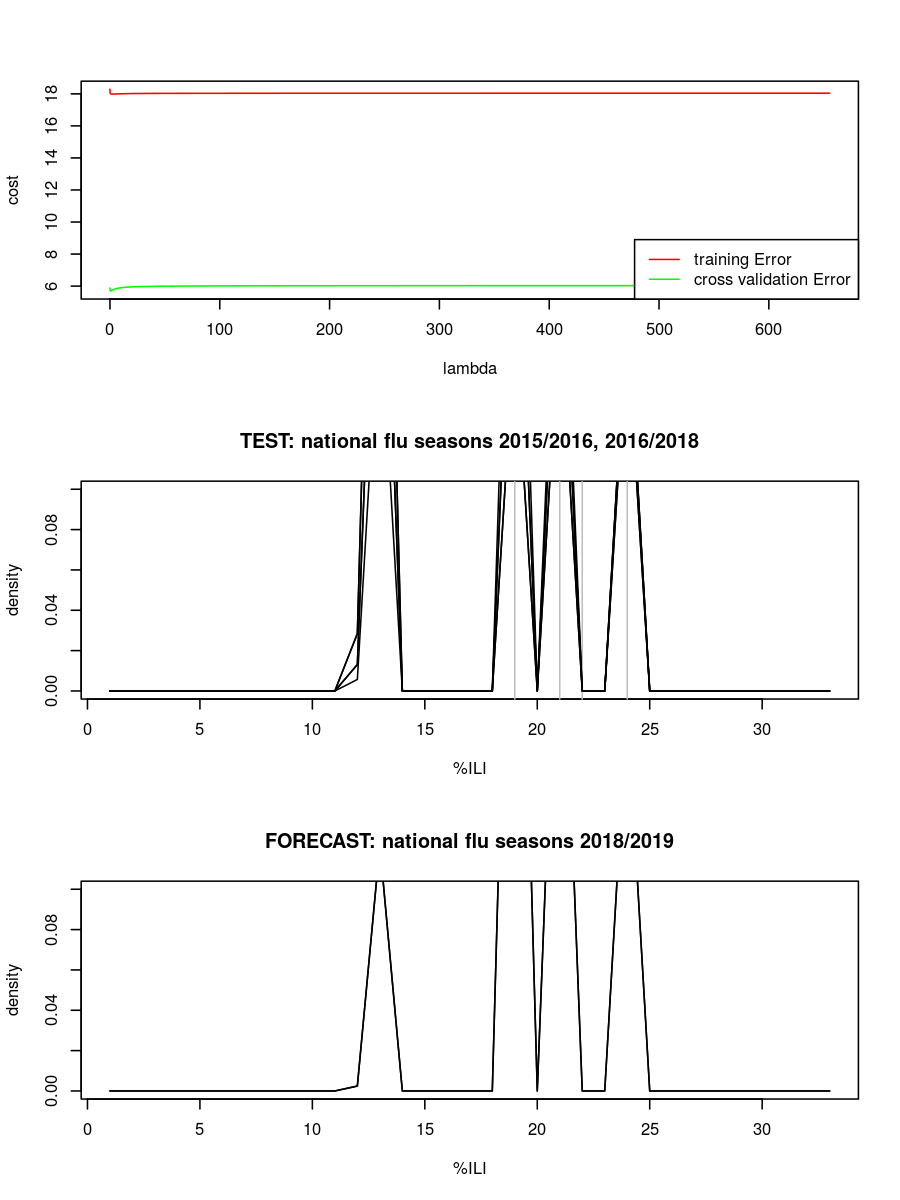 cost
18
16
14
12
10
8
6
training Error
cross validation Error
0 100 200 300 400 500 600
lambda
TEST: national flu seasons 2015/2016, 2016/2018
density
0.08
0.04
0.00
0 5 10 15 20 25 30
%ILI
FORECAST: national flu seasons 2018/2019
density
0.08
0.04
0.00
0 5 10 15 20 25 30
%ILI